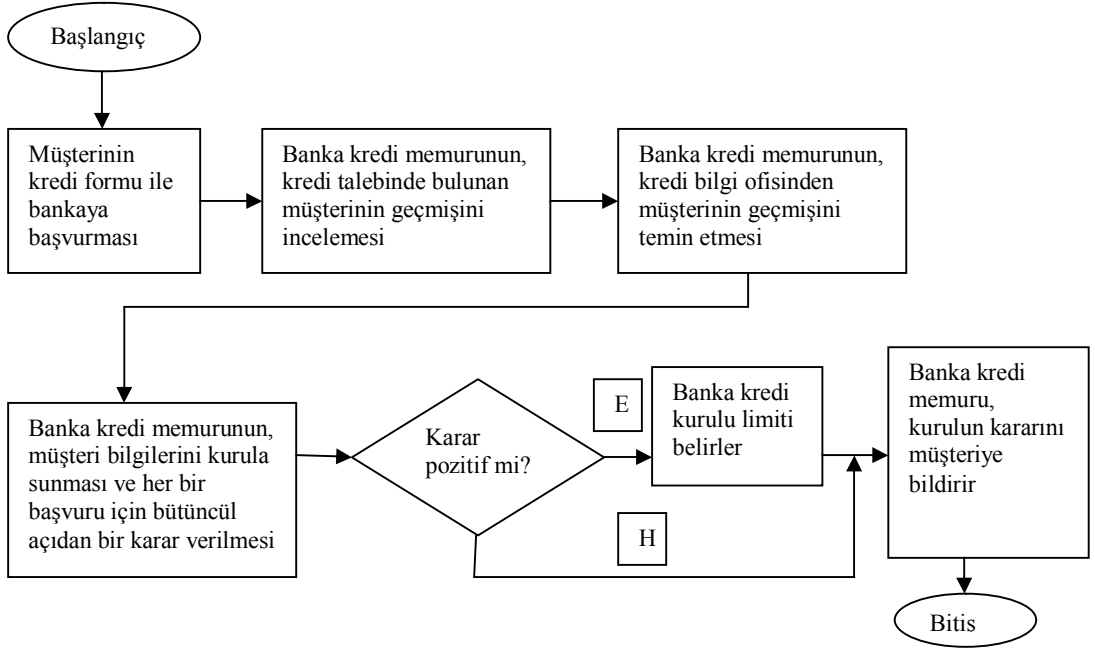 Başlangıç
Müşterinin
kredi formu ile
bankaya
başvurması
Banka kredi memurunun,
kredi talebinde bulunan
müşterinin geçmişini
incelemesi
Banka kredi memurunun,
kredi bilgi ofisinden
müşterinin geçmişini
temin etmesi
Banka kredi memurunun,
müşteri bilgilerini kurula
sunması ve her bir
başvuru için bütüncül
açıdan bir karar verilmesi
Karar
pozitif mi?
E
Banka kredi
kurulu limiti
belirler
H
Banka kredi
memuru,
kurulun kararını
müşteriye
bildirir
Bitis